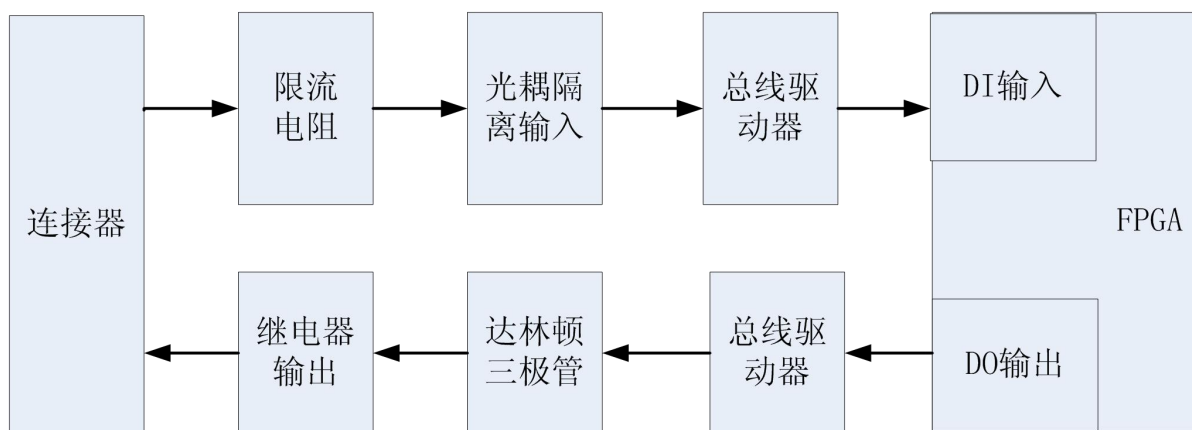 连接器
限流
电阻
光耦隔
离输入
总线驱
动器
DI输入
FPGA
继电器
输出
达林顿
三极管
总线驱
动器
DO输出